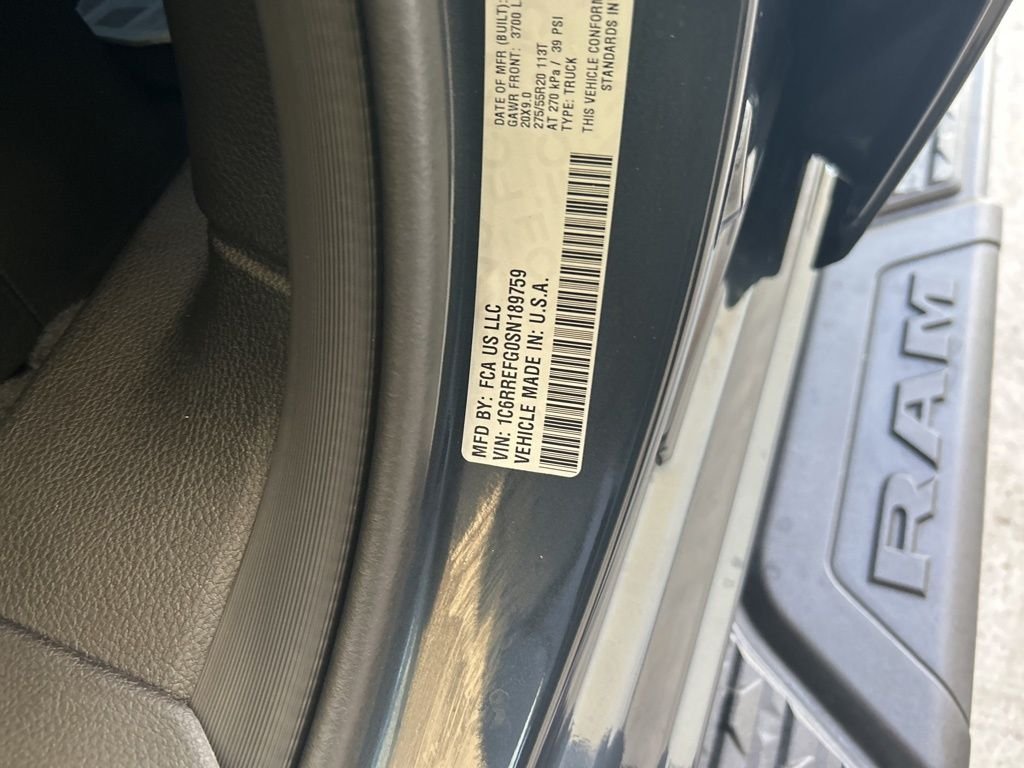 MFD BY: FCA US LLC
VIN: 1C6RREFG0SN189759
VEHICLE MADE IN: U.S.A.
DATE OF MFR (BUILT):
GAWR FRONT: 3700 L
20X9.0
275/55R20 113T
AT 270 kPa / 39 PSI
TYPE: TRUCK
THIS VEHICLE CONFORM
STANDARDS IN
RAM